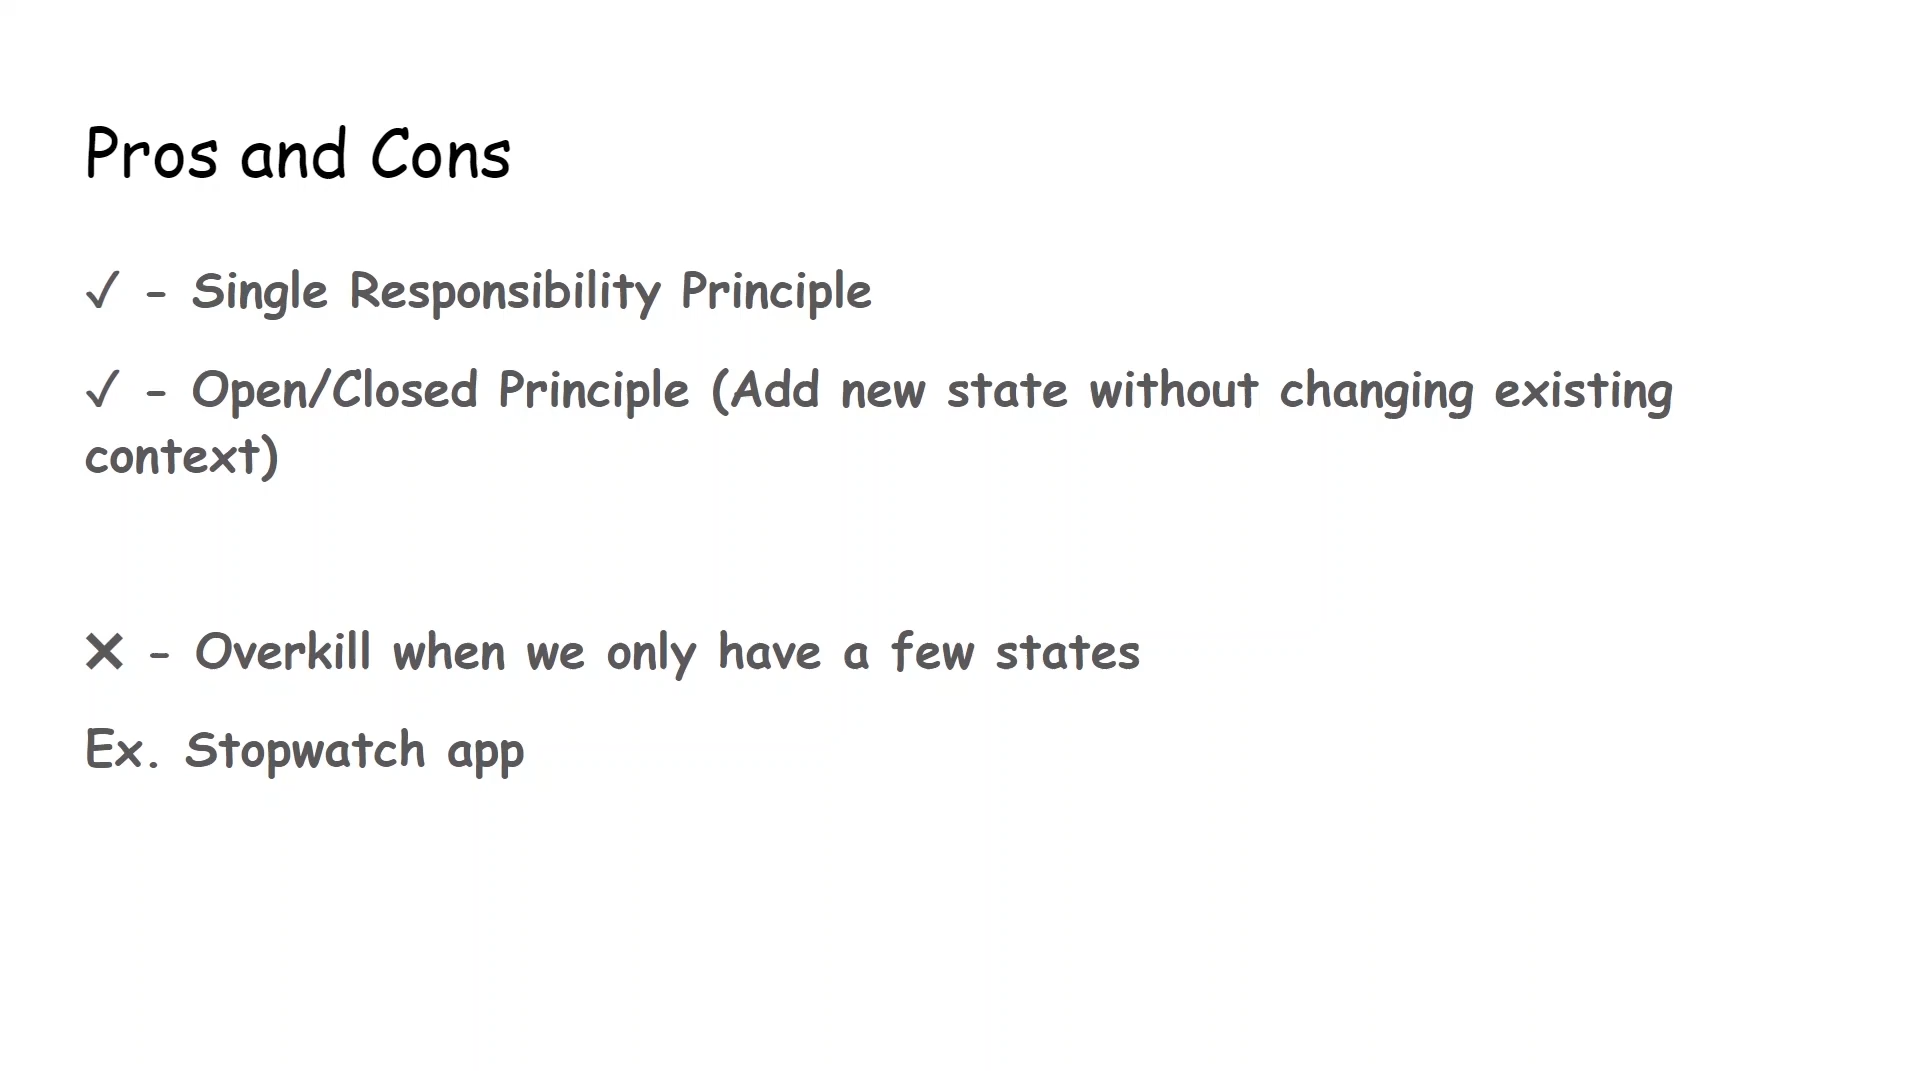 Pros and Cons
✓ - Single Responsibility Principle
✓ - Open/Closed Principle (Add new state without changing existing
context)
❌ - Overkill when we only have a few states
Ex. Stopwatch app